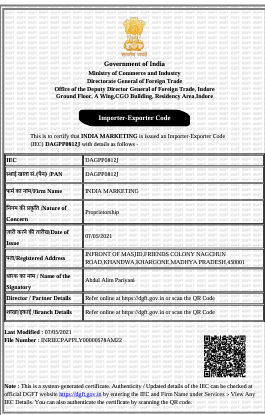 Government of India
Ministry of Commerce and Industry
Directorate General of Foreign Trade
Office of the Deputy Director General of Foreign Trade, Indore
Ground Floor, A Wing,CGO Building, Residency Area,Indore
Importer-Exporter Code
This is to certify that INDIA MARKETING is issued an Importer-Exporter Code
(IEC) DAGPP0812J with details as follows -
IEC DAGPP0812J
स्थाई खाता सं.(पैन) /PAN DAGPP0812J
फर्म का नाम/Firm Name INDIA MARKETING
फर्म की प्रकृति /Nature of
Concern Proprietorship
जारी करने की तारीख/Date of
Issue 07/05/2021
पता/Registered Address INFRONT OF MASJID,FRIENDS COLONY NAGCHUN
ROAD,KHANDWA,KHARGONE,MADHYA PRADESH,450001
धारक का नाम / Name of the
Signatory Abdul Alim Pariyani
Director / Partner Details Refer online at https://dgft.gov.in or scan the QR Code
शाखा/इकाई /Branch Details Refer online at https://dgft.gov.in or scan the QR Code
Last Modified : 07/05/2021
File Number : INRIECPAPPLY00000578AM22
Note : This is a system-generated certificate. Authenticity / Updated details of the IEC can be checked at
official DGFT website https://dgft.gov.in by entering the IEC and Firm Name under Services > View Any
IEC Details. You can also authenticate the certificate by scanning the QR code.